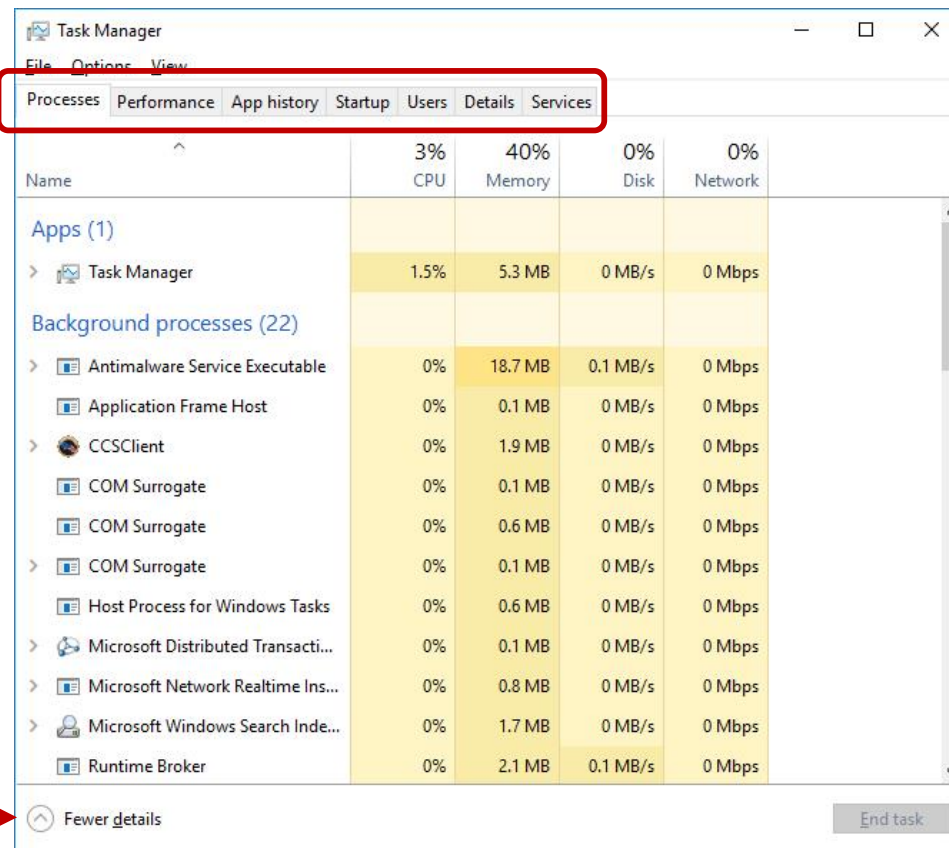 Task Manager
File Options View
Processes Performance App history Startup Users Details Services
3% 40% 0% 0%
Name CPU Memory Disk Network
Apps (1)
Task Manager 1.5% 5.3 MB 0 MB/s 0 Mbps
Background processes (22)
Antimalware Service Executable 0% 18.7 MB 0.1 MB/s 0 Mbps
Application Frame Host 0% 0.1 MB 0 MB/s 0 Mbps
CCSClient 0% 1.9 MB 0 MB/s 0 Mbps
COM Surrogate 0% 0.1 MB 0 MB/s 0 Mbps
COM Surrogate 0% 0.6 MB 0 MB/s 0 Mbps
COM Surrogate 0% 0.1 MB 0 MB/s 0 Mbps
Host Process for Windows Tasks 0% 0.6 MB 0 MB/s 0 Mbps
Microsoft Distributed Transacti... 0% 0.1 MB 0 MB/s 0 Mbps
Microsoft Network Realtime Ins... 0% 0.8 MB 0 MB/s 0 Mbps
Microsoft Windows Search Inde... 0% 1.7 MB 0 MB/s 0 Mbps
Runtime Broker 0% 2.1 MB 0.1 MB/s 0 Mbps
Fewer details End task